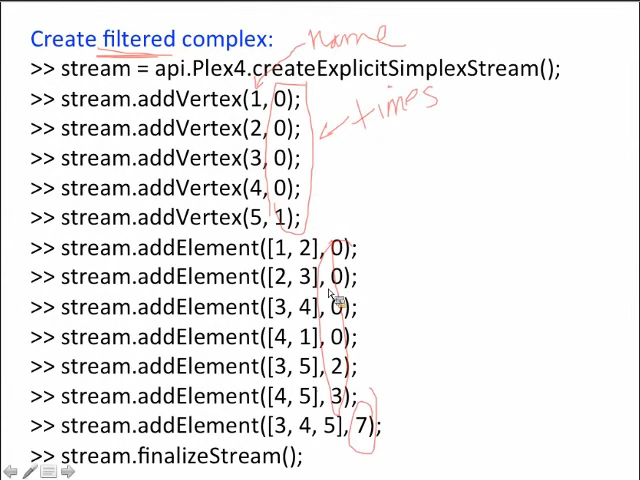 Create filtered complex:
name
>> stream = api.Plex4.createExplicitSimplexStream();
>> stream.addVertex(1, 0);
times
>> stream.addVertex(2, 0);
>> stream.addVertex(3, 0);
>> stream.addVertex(4, 0);
>> stream.addVertex(5, 1);
>> stream.addElement([1, 2], 0);
>> stream.addElement([2, 3], 0);
>> stream.addElement([3, 4], 0);
>> stream.addElement([4, 1], 0);
>> stream.addElement([3, 5], 2);
>> stream.addElement([4, 5], 3);
>> stream.addElement([3, 4, 5], 7);
>> stream.finalizeStream();